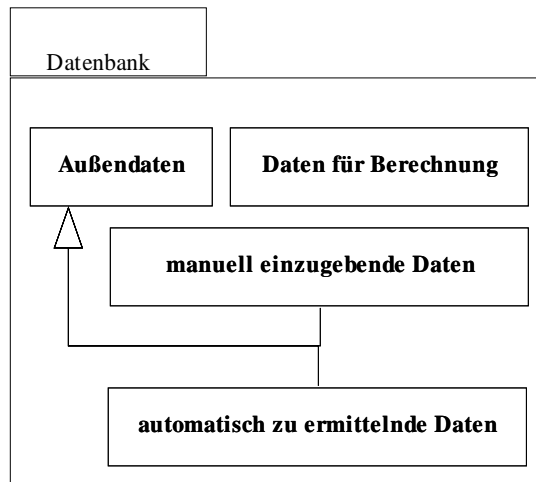 Datenbank
Außendaten
Daten für Berechnung
manuell einzugebende Daten
automatisch zu ermittelnde Daten